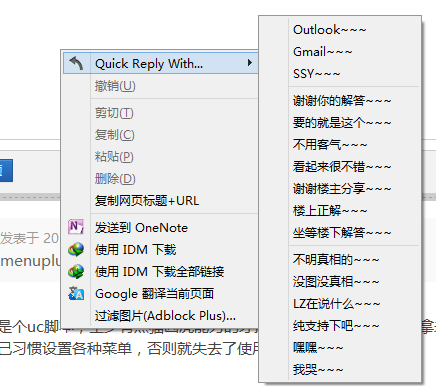 Quick Reply With...
撤销(U)
剪切(T)
复制(C)
粘贴(P)
删除(D)
复制网页标题+URL
发送到 OneNote
使用 IDM 下载
使用 IDM 下载全部链接
Google 翻译当前页面
过滤图片(Adblock Plus)...
Outlook~~~
Gmail~~~
SSY~~~
谢谢你的解答~~~
要的就是这个~~~
不用客气~~~
看起来很不错~~~
谢谢楼主分享~~~
楼上正解~~~
坐等楼下解答~~~
不明真相的~~~
没图没真相~~~
LZ在说什么~~~
纯支持下吧~~~
嘿嘿~~~
我哭~~~
发表于 20
menuplu
是个uc脚本
已习惯设置各种菜单，否则就失去了使用